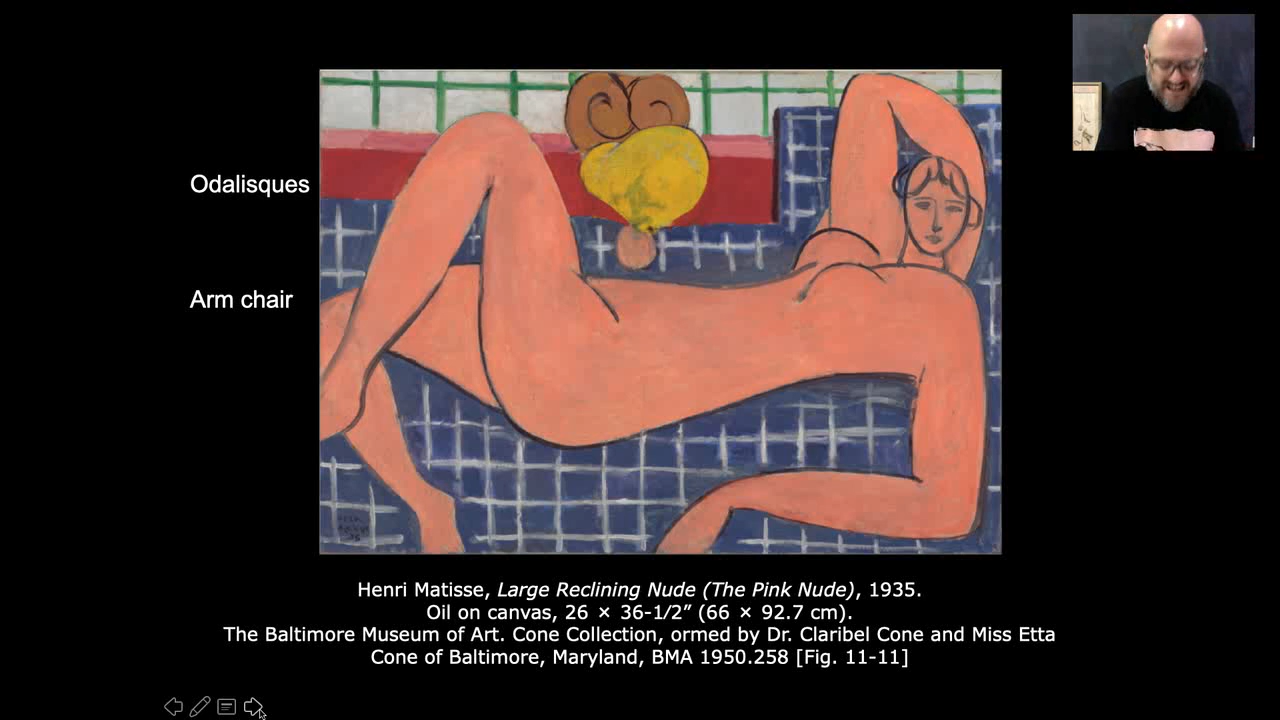 Odalisques
Arm chair
Henri Matisse, Large Reclining Nude (The Pink Nude), 1935.
Oil on canvas, 26 × 36-1/2” (66 × 92.7 cm).
The Baltimore Museum of Art. Cone Collection, ormed by Dr. Claribel Cone and Miss Etta
Cone of Baltimore, Maryland, BMA 1950.258 [Fig. 11-11]